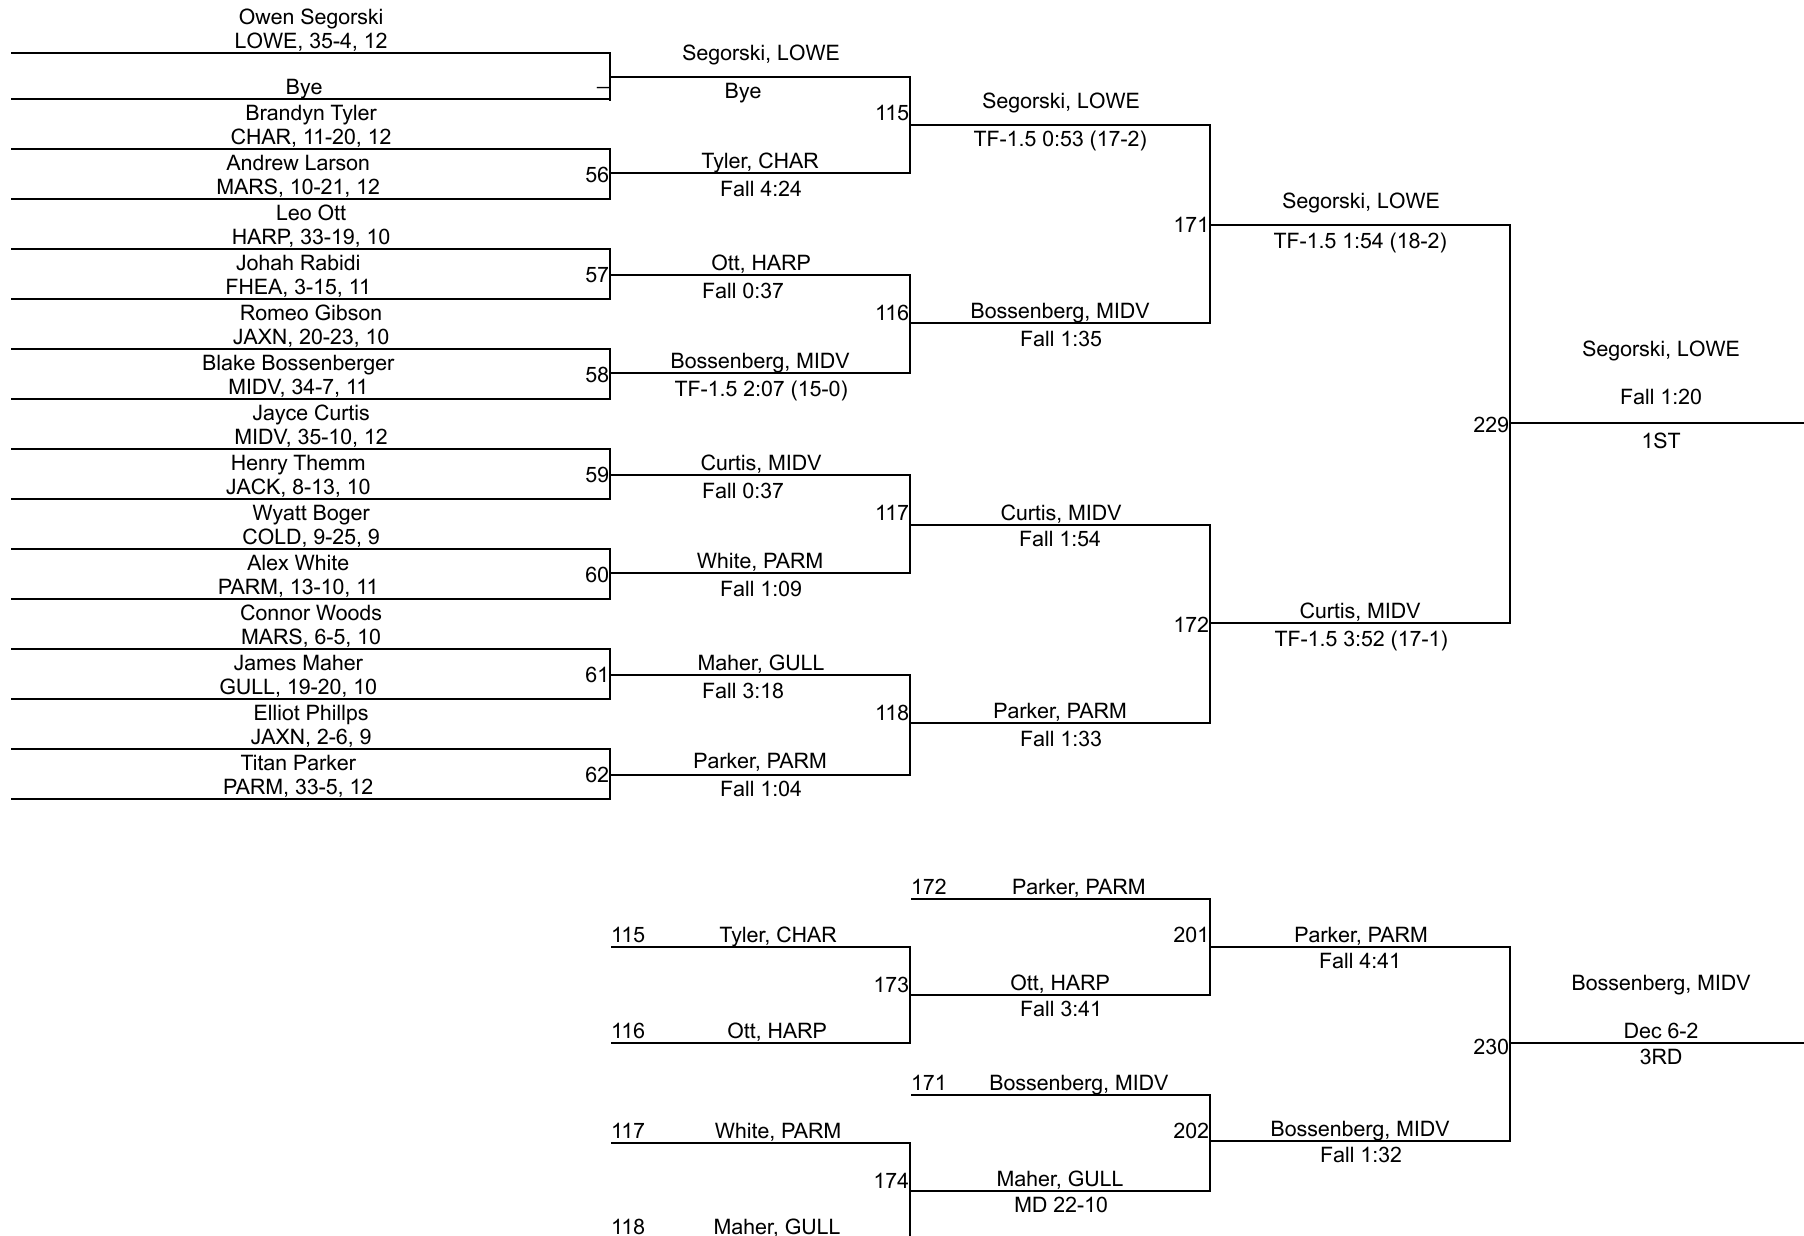 Owen Segorski
LOWE, 35-4, 12
Bye
Brandyn Tyler
CHAR, 11-20, 12
Andrew Larson
MARS, 10-21, 12
Leo Ott
HARP, 33-19, 10
Johah Rabidi
FHEA, 3-15, 11
Romeo Gibson
JAXN, 20-23, 10
Blake Bossenberger
MIDV, 34-7, 11
Jayce Curtis
MIDV, 35-10, 12
Henry Themm
JACK, 8-13, 10
Wyatt Boger
COLD, 9-25, 9
Alex White
PARM, 13-10, 11
Connor Woods
MARS, 6-5, 10
James Maher
GULL, 19-20, 10
Elliot Phillps
JAXN, 2-6, 9
Titan Parker
PARM, 33-5, 12
–
56
57
58
59
60
61
62
Segorski, LOWE
Bye
Tyler, CHAR
Fall 4:24
Ott, HARP
Fall 0:37
Bossenberg, MIDV
TF-1.5 2:07 (15-0)
Curtis, MIDV
Fall 0:37
White, PARM
Fall 1:09
Maher, GULL
Fall 3:18
Parker, PARM
Fall 1:04
115
116
117
118
Segorski, LOWE
TF-1.5 0:53 (17-2)
Bossenberg, MIDV
Fall 1:35
Curtis, MIDV
Fall 1:54
Parker, PARM
Fall 1:33
171
172
Segorski, LOWE
TF-1.5 1:54 (18-2)
Curtis, MIDV
TF-1.5 3:52 (17-1)
229
Segorski, LOWE
Fall 1:20
1ST
115 Tyler, CHAR
116 Ott, HARP
117 White, PARM
118 Maher, GULL
173
174
172 Parker, PARM
Ott, HARP
Fall 3:41
171 Bossenberg, MIDV
Maher, GULL
MD 22-10
201
202
Parker, PARM
Fall 4:41
Bossenberg, MIDV
Fall 1:32
230
Bossenberg, MIDV
Dec 6-2
3RD